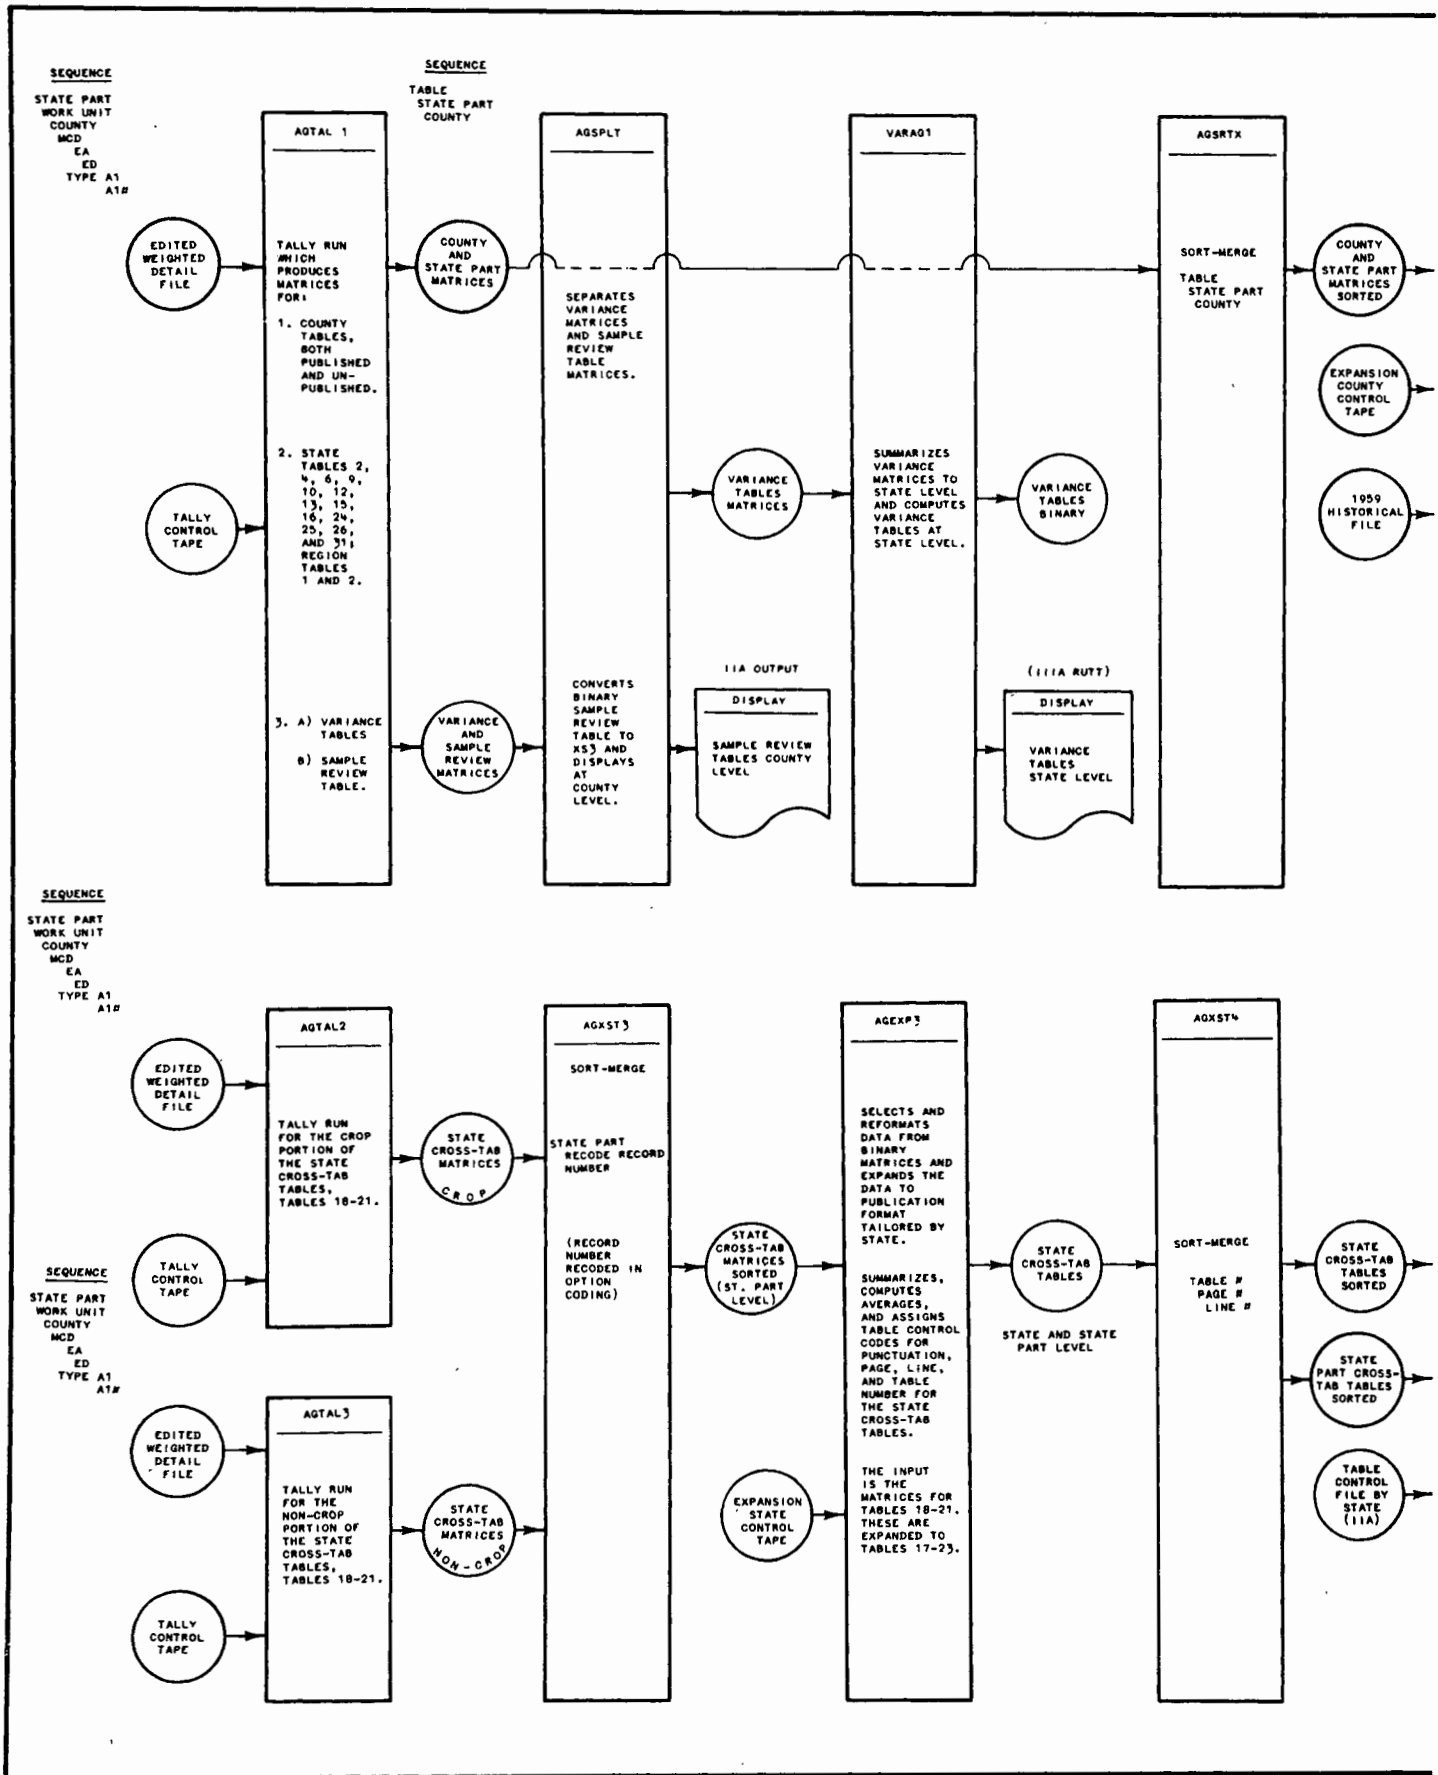 SEQUENCE
STATE PART
WORK UNIT
COUNTY
MCD
EA
ED
TYPE A1
A1#
SEQUENCE
TABLE
STATE PART
COUNTY
EDITED
WEIGHTED
DETAIL
FILE
TALLY
CONTROL
TAPE
AGTAL 1
TALLY RUN
WHICH
PRODUCES
MATRICES
FOR:
1. COUNTY
TABLES,
BOTH
PUBLISHED
AND UN-
PUBLISHED.
2. STATE
TABLES 2,
4, 6, 9,
10, 12,
13, 15,
16, 24,
25, 26,
AND 31;
REGION
TABLES
1 AND 2.
3. A) VARIANCE
TABLES
B) SAMPLE
REVIEW
TABLE.
COUNTY
AND
STATE PART
MATRICES
VARIANCE
AND
SAMPLE
REVIEW
MATRICES
AGSPLT
SEPARATES
VARIANCE
MATRICES
AND SAMPLE
REVIEW
TABLE
MATRICES.
CONVERTS
BINARY
SAMPLE
REVIEW
TABLE TO
XS3 AND
DISPLAYS
AT
COUNTY
LEVEL.
VARIANCE
TABLES
MATRICES
IIA OUTPUT
DISPLAY
SAMPLE REVIEW
TABLES COUNTY
LEVEL
VARAG1
SUMMARIZES
VARIANCE
MATRICES TO
STATE LEVEL
AND COMPUTES
VARIANCE
TABLES AT
STATE LEVEL.
VARIANCE
TABLES
BINARY
(IIIA RUTT)
DISPLAY
VARIANCE
TABLES
STATE LEVEL
AGSRTX
SORT-MERGE
TABLE
STATE PART
COUNTY
COUNTY
AND
STATE PART
MATRICES
SORTED
EXPANSION
COUNTY
CONTROL
TAPE
1959
HISTORICAL
FILE
SEQUENCE
STATE PART
WORK UNIT
COUNTY
MCD
EA
ED
TYPE A1
A1#
EDITED
WEIGHTED
DETAIL
FILE
TALLY
CONTROL
TAPE
AGTAL2
TALLY RUN
FOR THE CROP
PORTION OF
THE STATE
CROSS-TAB
TABLES,
TABLES 18-21.
STATE
CROSS-TAB
MATRICES
CROP
SEQUENCE
STATE PART
WORK UNIT
COUNTY
MCD
EA
ED
TYPE A1
A1#
EDITED
WEIGHTED
DETAIL
FILE
TALLY
CONTROL
TAPE
AGTAL3
TALLY RUN
FOR THE
NON-CROP
PORTION OF
THE STATE
CROSS-TAB
TABLES,
TABLES 18-21.
STATE
CROSS-TAB
MATRICES
NON-CROP
AGXST3
SORT-MERGE
STATE PART
RECODE RECORD
NUMBER
(RECORD
NUMBER
RECODED IN
OPTION
CODING)
STATE
CROSS-TAB
MATRICES
SORTED
(ST. PART
LEVEL)
EXPANSION
STATE
CONTROL
TAPE
AGEXP3
SELECTS AND
REFORMATS
DATA FROM
BINARY
MATRICES AND
EXPANDS THE
DATA TO
PUBLICATION
FORMAT
TAILORED BY
STATE.
SUMMARIZES,
COMPUTES
AVERAGES,
AND ASSIGNS
TABLE CONTROL
CODES FOR
PUNCTUATION,
PAGE, LINE,
AND TABLE
NUMBER FOR
THE STATE
CROSS-TAB
TABLES.
THE INPUT
IS THE
MATRICES FOR
TABLES 18-21.
THESE ARE
EXPANDED TO
TABLES 17-23.
STATE
CROSS-TAB
TABLES
STATE AND STATE
PART LEVEL
AGXST4
SORT-MERGE
TABLE #
PAGE #
LINE #
STATE
CROSS-TAB
TABLES
SORTED
STATE
PART CROSS-
TAB TABLES
SORTED
TABLE
CONTROL
FILE BY
STATE
(IIA)